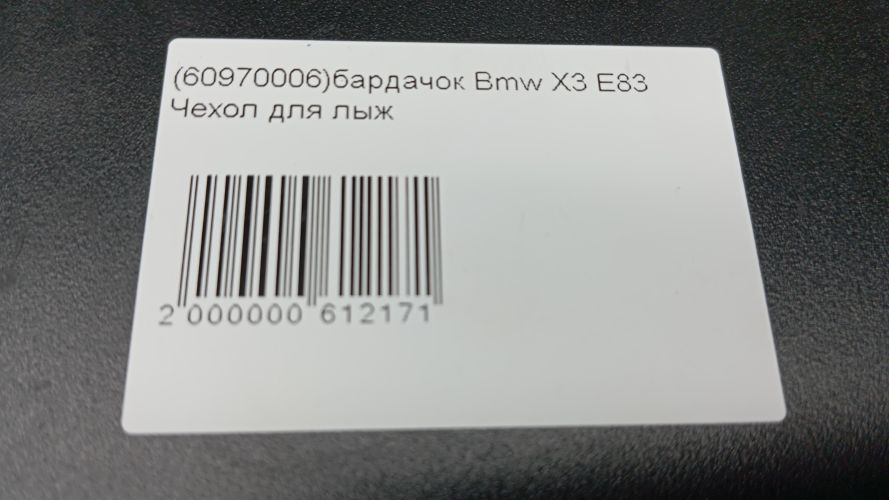 (60970006)бардачок Bmw X3 E83
Чехол для лыж
2 000000 612171